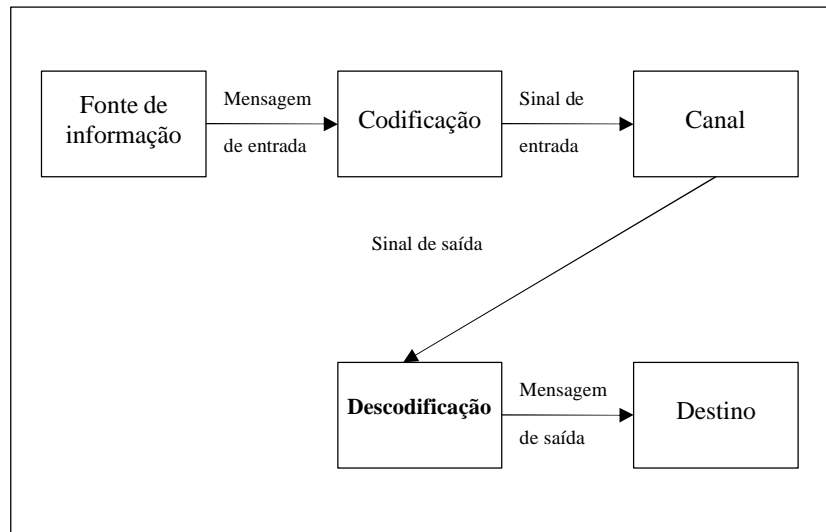 Fonte de
informação
Mensagem
de entrada
Codificação
Sinal de
entrada
Canal
Sinal de saída
Descodificação
Mensagem
de saída
Destino